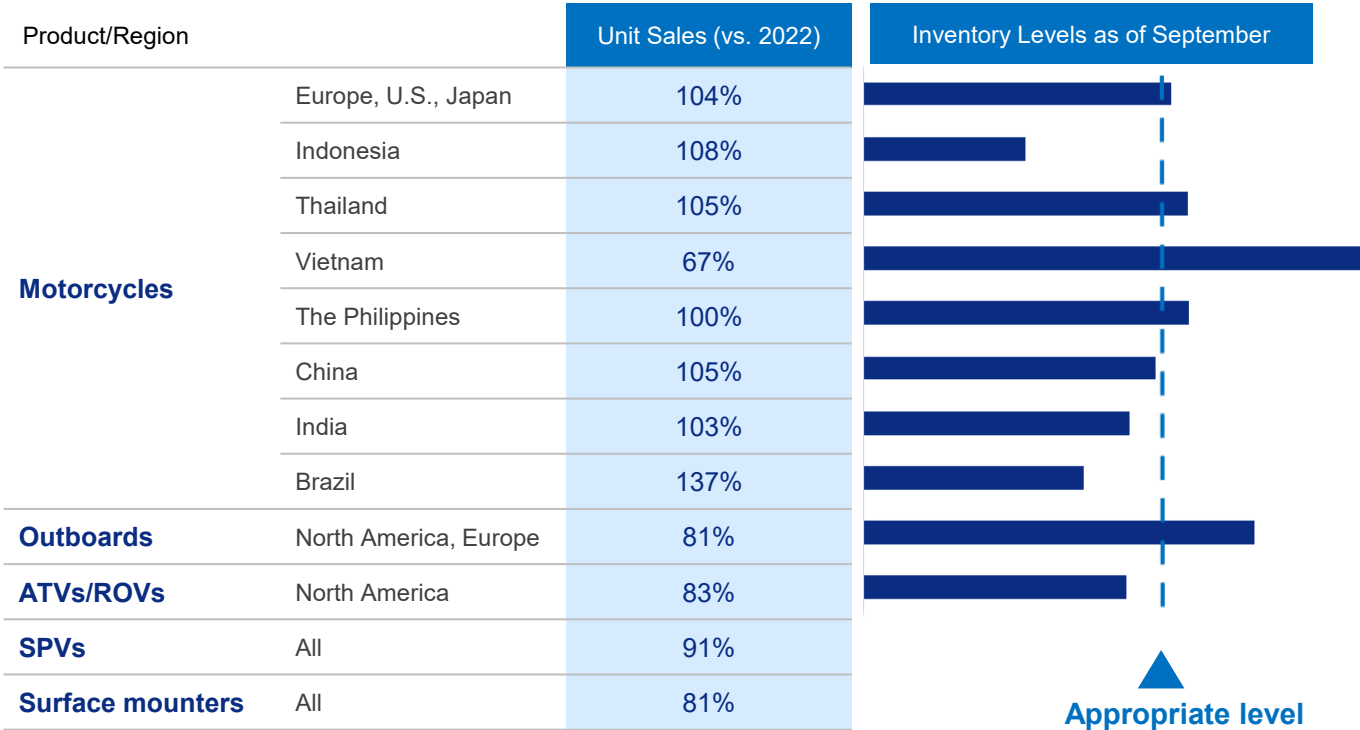 Product/Region Unit Sales (vs. 2022) Inventory Levels as of September
Europe, U.S., Japan 104%
Indonesia 108%
Thailand 105%
Vietnam 67%
Motorcycles
The Philippines 100%
China 105%
India 103%
Brazil 137%
Outboards North America, Europe 81%
ATVs/ROVs North America 83%
SPVs All 91%
Surface mounters All 81%
Appropriate level